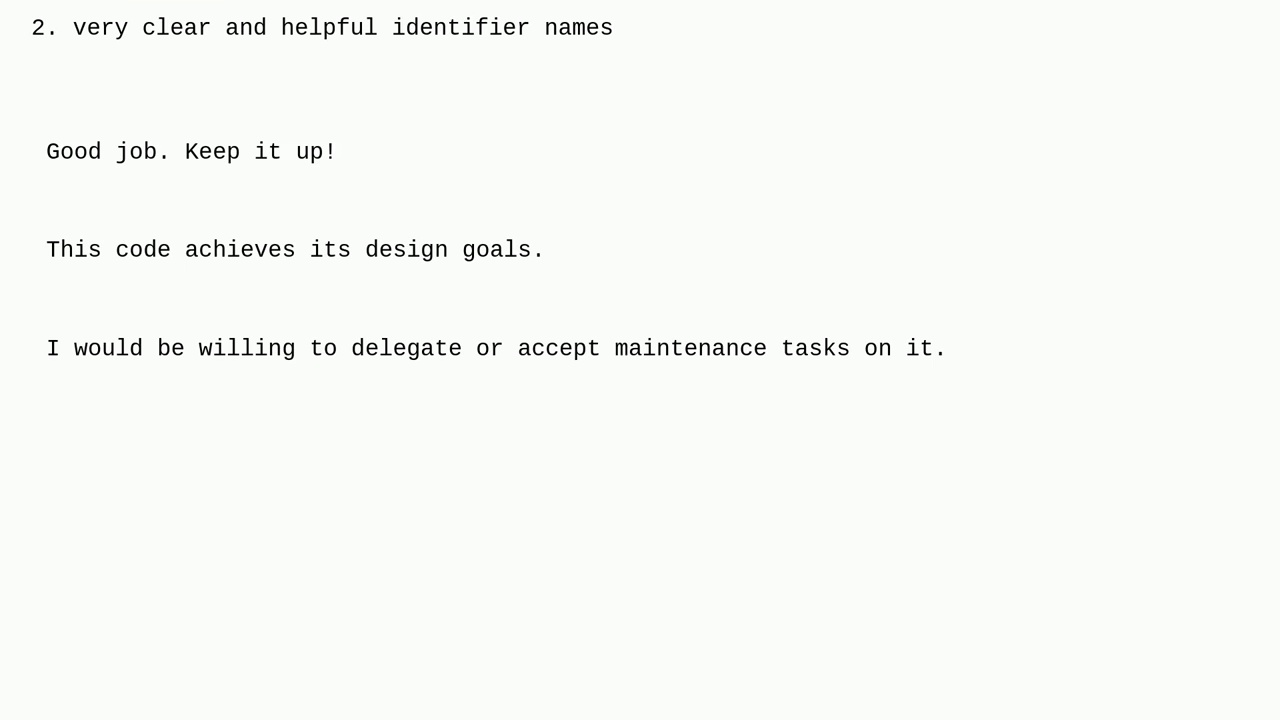 2. very clear and helpful identifier names
Good job. Keep it up!
This code achieves its design goals.
I would be willing to delegate or accept maintenance tasks on it.